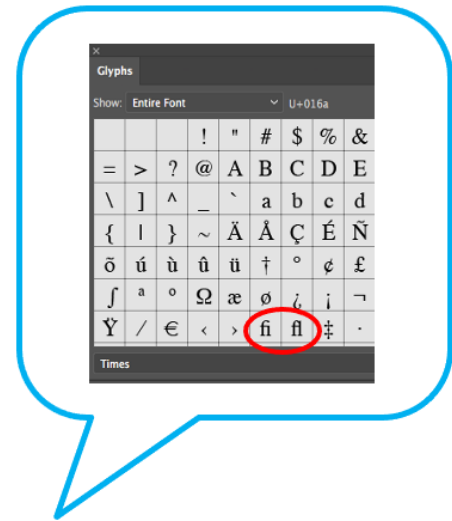 ×
Glyphs
Show: Entire Font U+016a
! " # $ % &
= > ? @ A B C D E
\ ] ^ _ ` a b c d
{ | } ~ Ä Å Ç É Ñ
õ ú ù û ü † ° ¢ £
∫ ª º Ω æ ø ¿ ¡ ¬
Ÿ ⁄ € ‹ › fi fl ‡ ·
Times